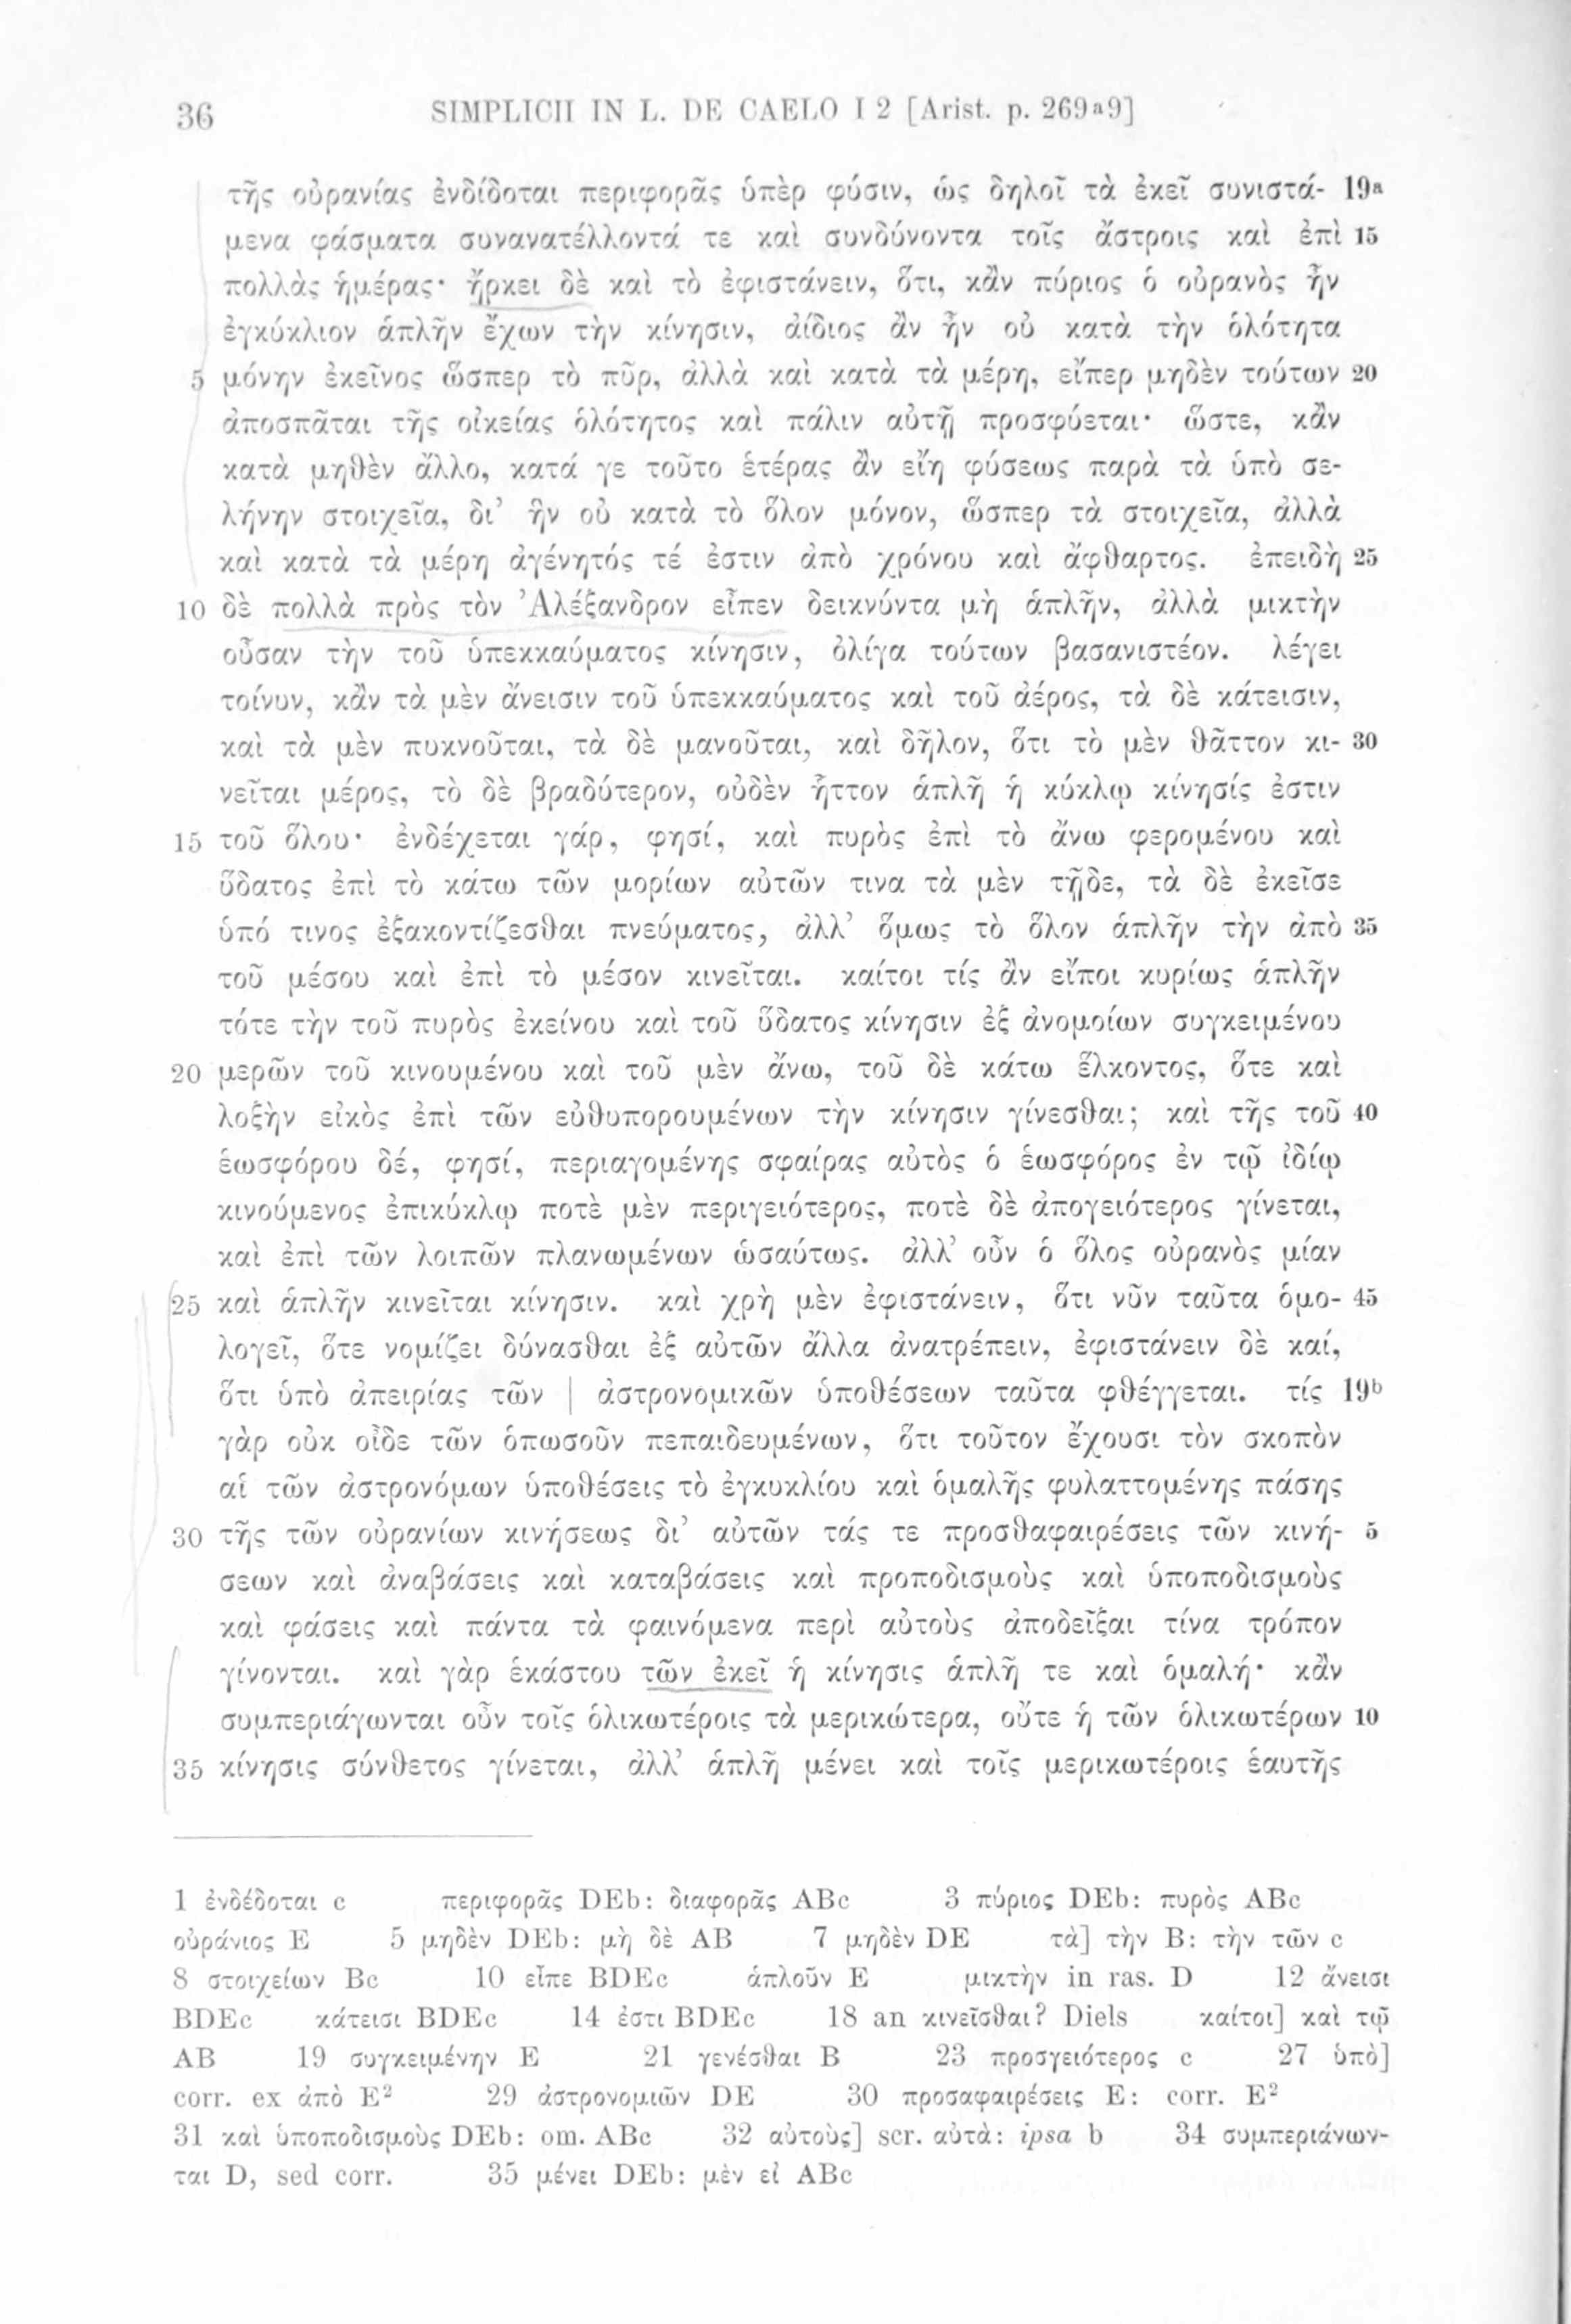 36 SIMPLICII IN L. DE CAELO I 2 [Arist. p. 269ᵃ9]
τῆς οὐρανίας ἐνδίδοται περιφορᾶς ὑπὲρ φύσιν, ὡς δηλοῖ τὰ ἐκεῖ συνιστά- 19ᵃ
μενα φάσματα συνανατέλλοντά τε καὶ συνδύνοντα τοῖς ἄστροις καὶ ἐπὶ 15
πολλὰς ἡμέρας· ἤρκει δὲ καὶ τὸ ἐφιστάνειν, ὅτι, κἂν πύριος ὁ οὐρανὸς ἦν
ἐγκύκλιον ἁπλῆν ἔχων τὴν κίνησιν, ἀίδιος ἂν ἦν οὐ κατὰ τὴν ὁλότητα
5 μόνην ἐκεῖνος ὥσπερ τὸ πῦρ, ἀλλὰ καὶ κατὰ τὰ μέρη, εἴπερ μηδὲν τούτων 20
ἀποσπᾶται τῆς οἰκείας ὁλότητος καὶ πάλιν αὐτῇ προσφύεται· ὥστε, κἂν
κατὰ μηθὲν ἄλλο, κατά γε τοῦτο ἑτέρας ἂν εἴη φύσεως παρὰ τὰ ὑπὸ σε-
λήνην στοιχεῖα, δι’ ἣν οὐ κατὰ τὸ ὅλον μόνον, ὥσπερ τὰ στοιχεῖα, ἀλλὰ
καὶ κατὰ τὰ μέρη ἀγένητός τέ ἐστιν ἀπὸ χρόνου καὶ ἄφθαρτος. ἐπειδὴ 25
10 δὲ πολλὰ πρὸς τὸν Ἀλέξανδρον εἶπεν δεικνύντα μὴ ἁπλῆν, ἀλλὰ μικτὴν
οὖσαν τὴν τοῦ ὑπεκκαύματος κίνησιν, ὀλίγα τούτων βασανιστέον. λέγει
τοίνυν, κἂν τὰ μὲν ἄνεισιν τοῦ ὑπεκκαύματος καὶ τοῦ ἀέρος, τὰ δὲ κάτεισιν,
καὶ τὰ μὲν πυκνοῦται, τὰ δὲ μανοῦται, καὶ δῆλον, ὅτι τὸ μὲν θᾶττον κι- 30
νεῖται μέρος, τὸ δὲ βραδύτερον, οὐδὲν ἧττον ἁπλῆ ἡ κύκλῳ κίνησίς ἐστιν
15 τοῦ ὅλου· ἐνδέχεται γάρ, φησί, καὶ πυρὸς ἐπὶ τὸ ἄνω φερομένου καὶ
ὕδατος ἐπὶ τὸ κάτω τῶν μορίων αὐτῶν τινα τὰ μὲν τῇδε, τὰ δὲ ἐκεῖσε
ὑπό τινος ἐξακοντίζεσθαι πνεύματος, ἀλλ’ ὅμως τὸ ὅλον ἁπλῆν τὴν ἀπὸ 35
τοῦ μέσου καὶ ἐπὶ τὸ μέσον κινεῖται. καίτοι τίς ἂν εἴποι κυρίως ἁπλῆν
τότε τὴν τοῦ πυρὸς ἐκείνου καὶ τοῦ ὕδατος κίνησιν ἐξ ἀνομοίων συγκειμένου
20 μερῶν τοῦ κινουμένου καὶ τοῦ μὲν ἄνω, τοῦ δὲ κάτω ἕλκοντος, ὅτε καὶ
λοξὴν εἰκὸς ἐπὶ τῶν εὐθυπορουμένων τὴν κίνησιν γίνεσθαι; καὶ τῆς τοῦ 40
ἑωσφόρου δέ, φησί, περιαγομένης σφαίρας αὐτὸς ὁ ἑωσφόρος ἐν τῷ ἰδίῳ
κινούμενος ἐπικύκλῳ ποτὲ μὲν περιγειότερος, ποτὲ δὲ ἀπογειότερος γίνεται,
καὶ ἐπὶ τῶν λοιπῶν πλανωμένων ὡσαύτως. ἀλλ’ οὖν ὁ ὅλος οὐρανὸς μίαν
25 καὶ ἁπλῆν κινεῖται κίνησιν. καὶ χρὴ μὲν ἐφιστάνειν, ὅτι νῦν ταῦτα ὁμο- 45
λογεῖ, ὅτε νομίζει δύνασθαι ἐξ αὐτῶν ἄλλα ἀνατρέπειν, ἐφιστάνειν δὲ καί,
ὅτι ὑπὸ ἀπειρίας τῶν | ἀστρονομικῶν ὑποθέσεων ταῦτα φθέγγεται. τίς 19ᵇ
γὰρ οὐκ οἶδε τῶν ὁπωσοῦν πεπαιδευμένων, ὅτι τοῦτον ἔχουσι τὸν σκοπὸν
αἱ τῶν ἀστρονόμων ὑποθέσεις τὸ ἐγκυκλίου καὶ ὁμαλῆς φυλαττομένης πάσης
30 τῆς τῶν οὐρανίων κινήσεως δι’ αὐτῶν τάς τε προσθαφαιρέσεις τῶν κινή- 5
σεων καὶ ἀναβάσεις καὶ καταβάσεις καὶ προποδισμοὺς καὶ ὑποποδισμοὺς
καὶ φάσεις καὶ πάντα τὰ φαινόμενα περὶ αὐτοὺς ἀποδεῖξαι τίνα τρόπον
γίνονται. καὶ γὰρ ἑκάστου τῶν ἐκεῖ ἡ κίνησις ἁπλῆ τε καὶ ὁμαλή· κἂν
συμπεριάγωνται οὖν τοῖς ὁλικωτέροις τὰ μερικώτερα, οὔτε ἡ τῶν ὁλικωτέρων 10
35 κίνησις σύνθετος γίνεται, ἀλλ’ ἁπλῆ μένει καὶ τοῖς μερικωτέροις ἑαυτῆς
1 ἐνδέδοται c περιφορᾶς DEb: διαφορᾶς ABc 3 πύριος DEb: πυρὸς ABc
οὐράνιος E 5 μηδὲν DEb: μὴ δὲ AB 7 μηδὲν DE τὰ] τὴν B: τὴν τῶν c
8 στοιχείων Bc 10 εἶπε BDEc ἁπλοῦν E μικτὴν in ras. D 12 ἄνεισι
BDEc κάτεισι BDEc 14 ἐστι BDEc 18 an κινεῖσθαι? Diels καίτοι] καὶ τῷ
AB 19 συγκειμένην E 21 γενέσθαι B 23 προσγειότερος c 27 ὑπὸ]
corr. ex ἀπὸ E² 29 ἀστρονομιῶν DE 30 προσαφαιρέσεις E: corr. E²
31 καὶ ὑποποδισμοὺς DEb: om. ABc 32 αὐτοὺς] scr. αὐτὰ: ipsa b 34 συμπεριάνων-
ται D, sed corr. 35 μένει DEb: μὲν εἰ ABc